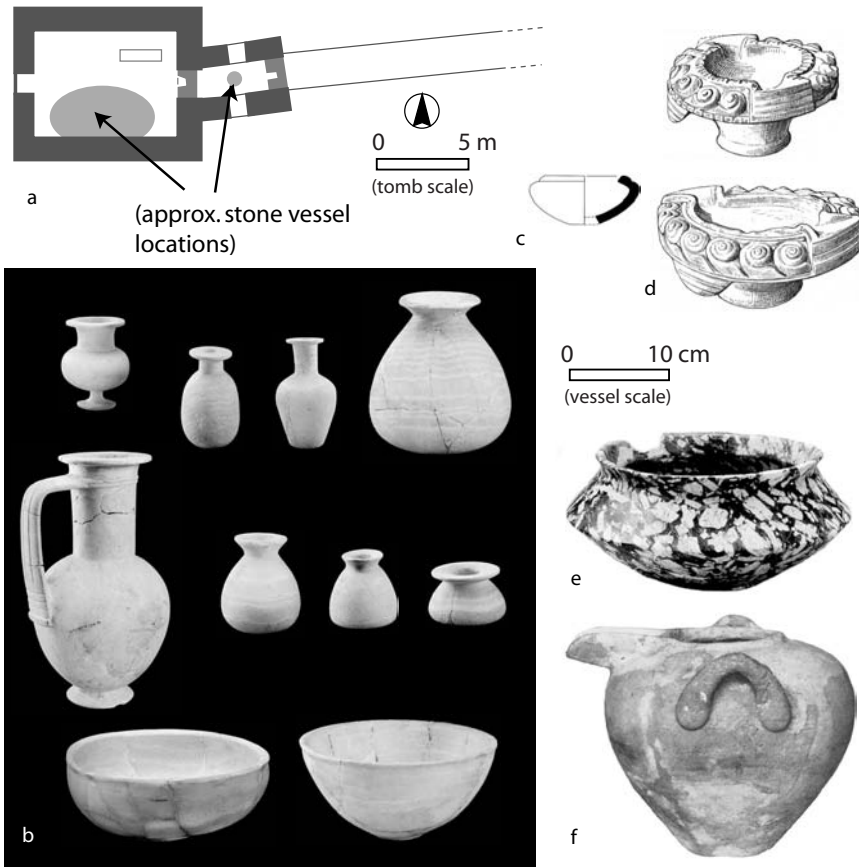 a
(approx. stone vessel
locations)
0 5 m
(tomb scale)
c
d
0 10 cm
(vessel scale)
b
e
f